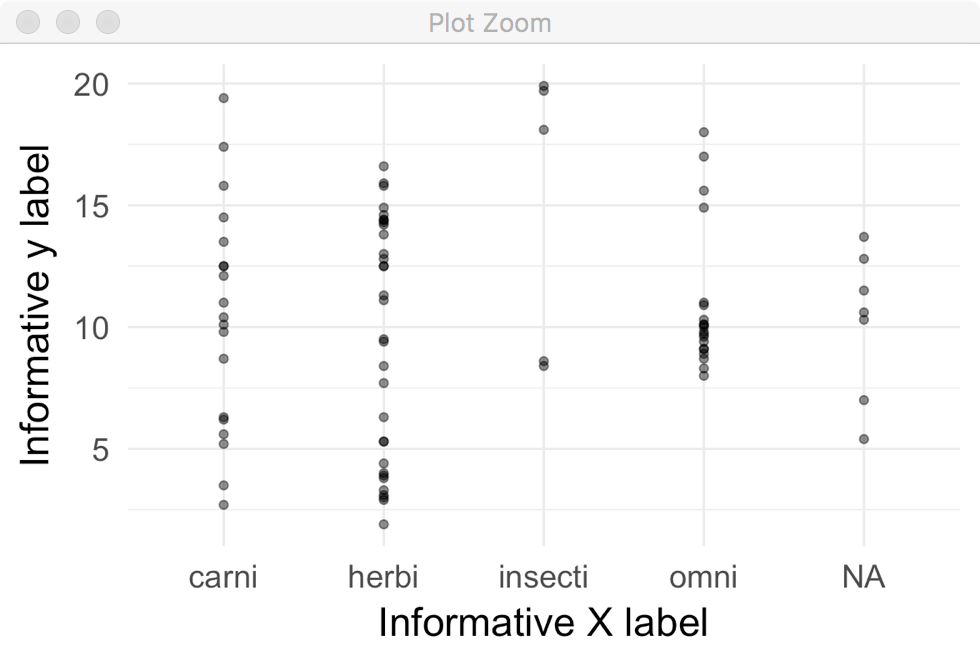 Plot Zoom
20
15
10
5
Informative y label
carni herbi insecti omni NA
Informative X label